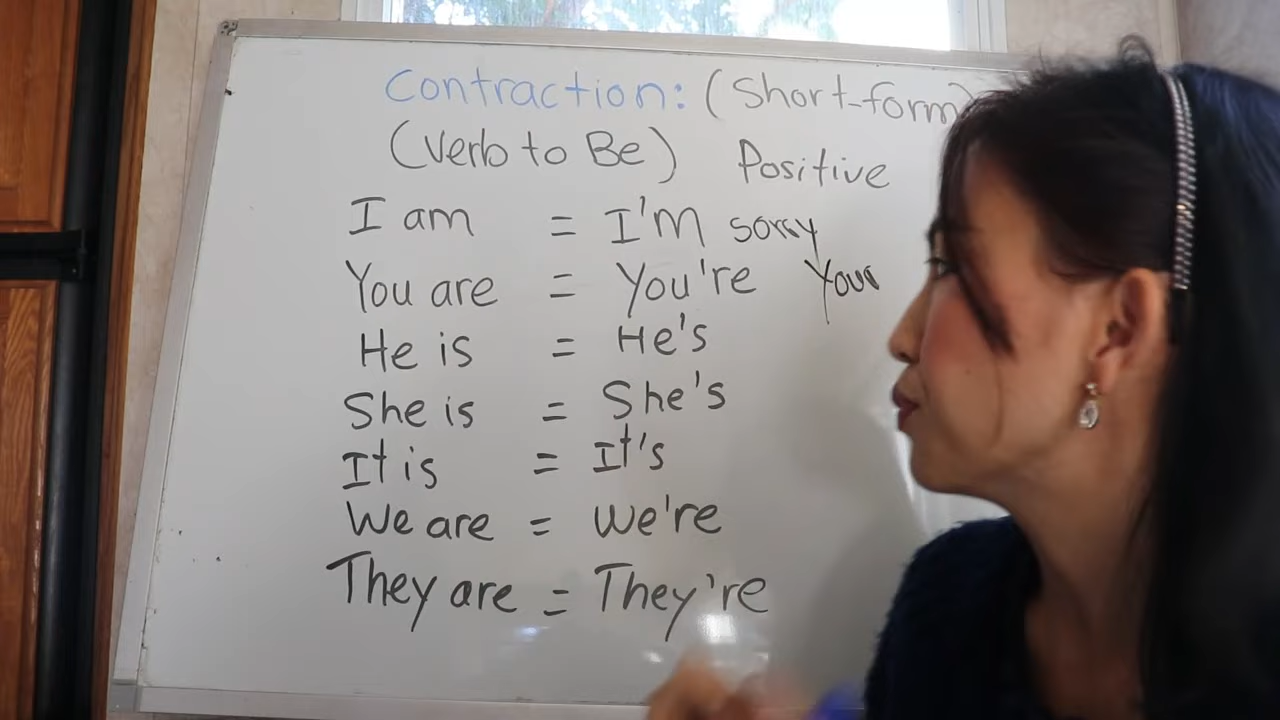 Contraction: (Short-form)
(Verb to Be) Positive
I am = I'm sorry
You are = You're Your
He is = He's
She is = She's
It is = It's
We are = We're
They are = They're